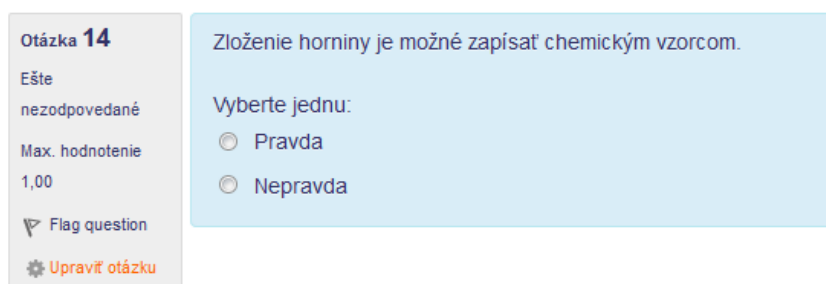 Otázka 14
Ešte
nezodpovedané
Max. hodnotenie
1,00
Flag question
Upraviť otázku
Zloženie horniny je možné zapísať chemickým vzorcom.
Vyberte jednu:
Pravda
Nepravda